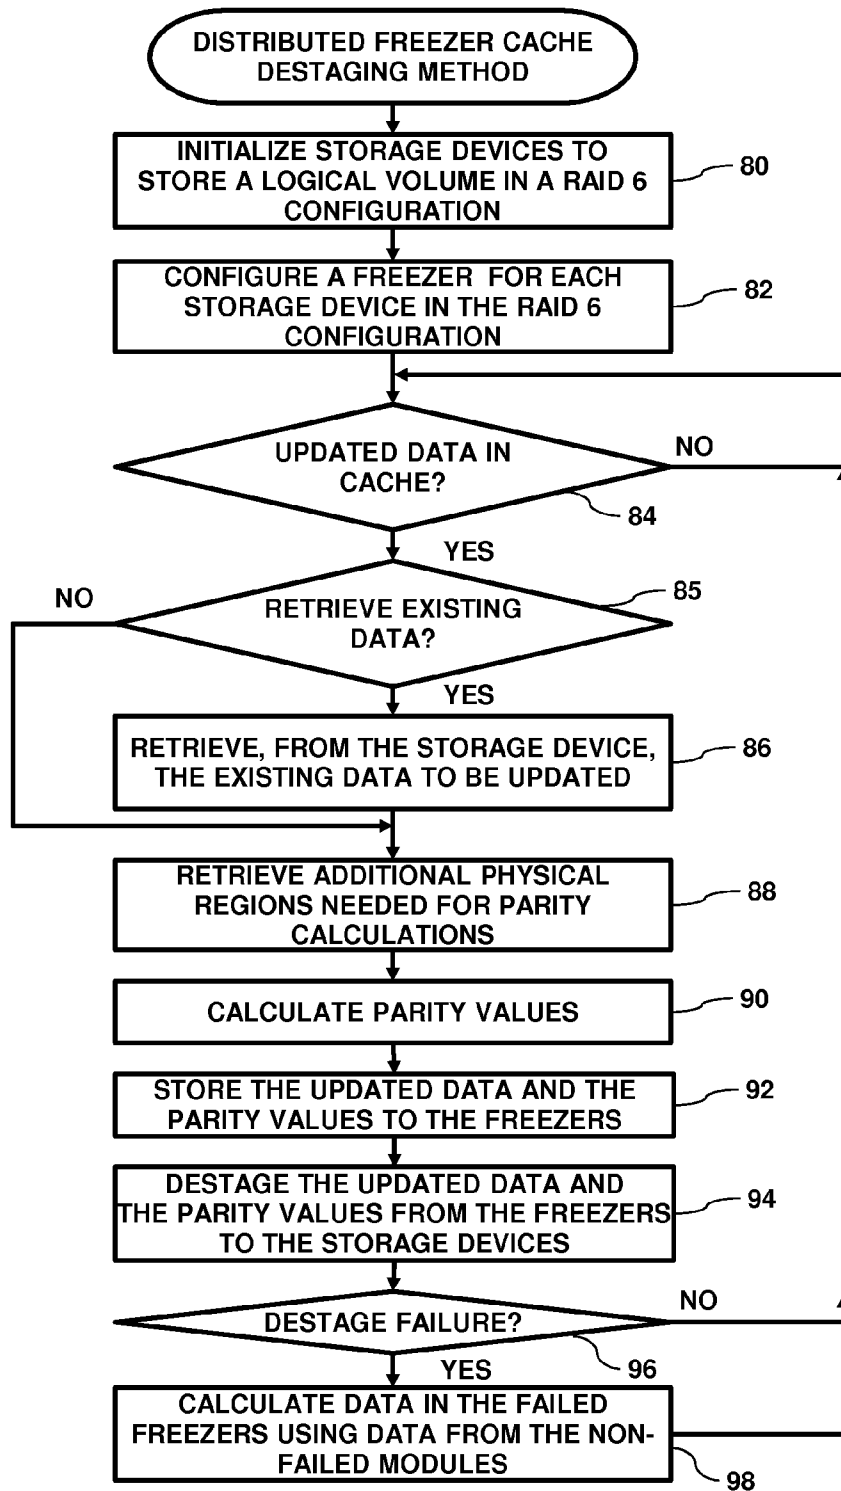 DISTRIBUTED FREEZER CACHE
DESTAGING METHOD
INITIALIZE STORAGE DEVICES TO
STORE A LOGICAL VOLUME IN A RAID 6
CONFIGURATION
80
CONFIGURE A FREEZER FOR EACH
STORAGE DEVICE IN THE RAID 6
CONFIGURATION
82
UPDATED DATA IN
CACHE?
NO
84
YES
RETRIEVE EXISTING
DATA?
85
NO
YES
RETRIEVE, FROM THE STORAGE DEVICE,
THE EXISTING DATA TO BE UPDATED
86
RETRIEVE ADDITIONAL PHYSICAL
REGIONS NEEDED FOR PARITY
CALCULATIONS
88
CALCULATE PARITY VALUES
90
STORE THE UPDATED DATA AND THE
PARITY VALUES TO THE FREEZERS
92
DESTAGE THE UPDATED DATA AND
THE PARITY VALUES FROM THE FREEZERS
TO THE STORAGE DEVICES
94
DESTAGE FAILURE?
NO
96
YES
CALCULATE DATA IN THE FAILED
FREEZERS USING DATA FROM THE NON-
FAILED MODULES
98